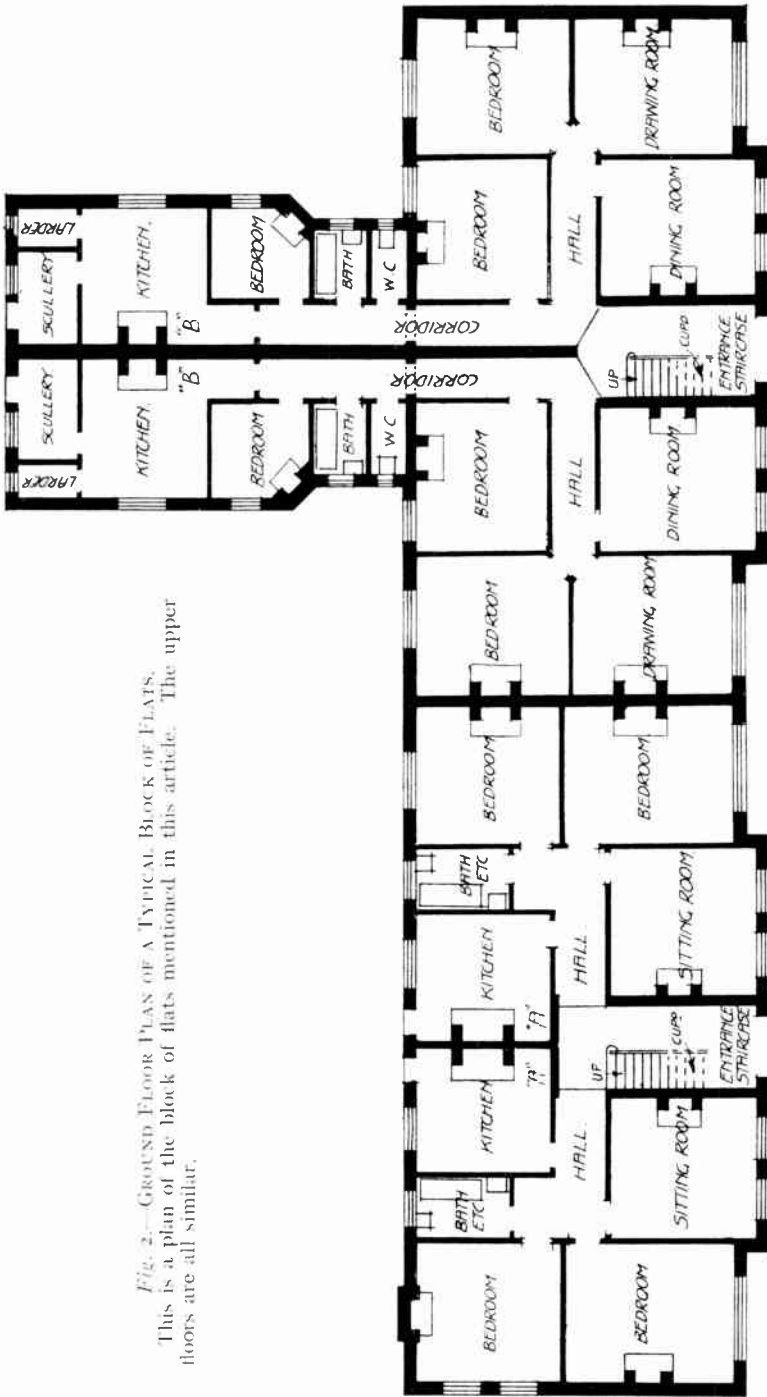 Fig. 2.—GROUND FLOOR PLAN OF A TYPICAL BLOCK OF FLATS.
This is a plan of the block of flats mentioned in this article. The upper
floors are all similar.
SCULLERY
LARDER
KITCHEN.
"B"
BEDROOM
BATH
W.C
CORRIDOR
LARDER
SCULLERY
KITCHEN.
"B"
BEDROOM
BATH
W.C
CORRIDOR
BEDROOM
BEDROOM
HALL
DINING ROOM
DRAWING ROOM
UP
CUPD
ENTRANCE
STAIRCASE
BEDROOM
BEDROOM
HALL
DINING ROOM
DRAWING ROOM
BEDROOM
BEDROOM.
BATH
ETC
KITCHEN
"A"
HALL.
SITTING ROOM
UP
CUPD
ENTRANCE
STAIRCASE
KITCHEN
"A"
BATH
ETC
HALL.
SITTING ROOM
BEDROOM
BEDROOM